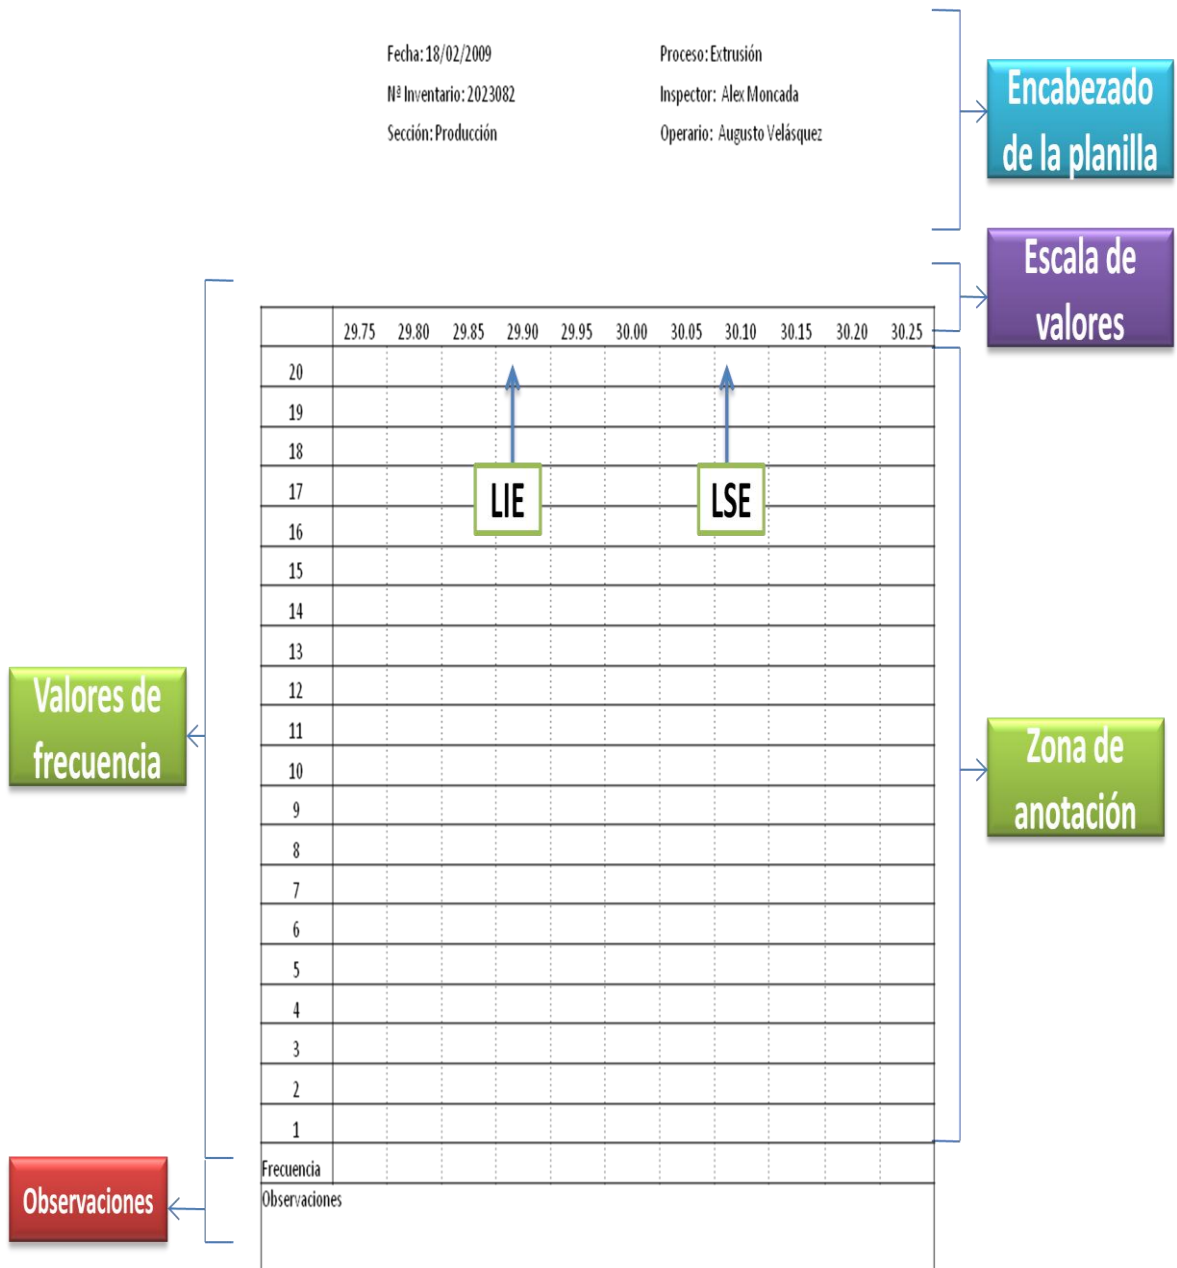 Fecha: 18/02/2009
Proceso: Extrusión
Nª Inventario: 2023082
Inspector: Alex Moncada
Sección: Producción
Operario: Augusto Velásquez
Encabezado
de la planilla
Escala de
valores
29.75 29.80 29.85 29.90 29.95 30.00 30.05 30.10 30.15 30.20 30.25
20
19
18
17
LIE
LSE
16
15
14
13
12
11
10
9
8
7
6
5
4
3
2
1
Valores de
frecuencia
Zona de
anotación
Frecuencia
Observaciones
Observaciones